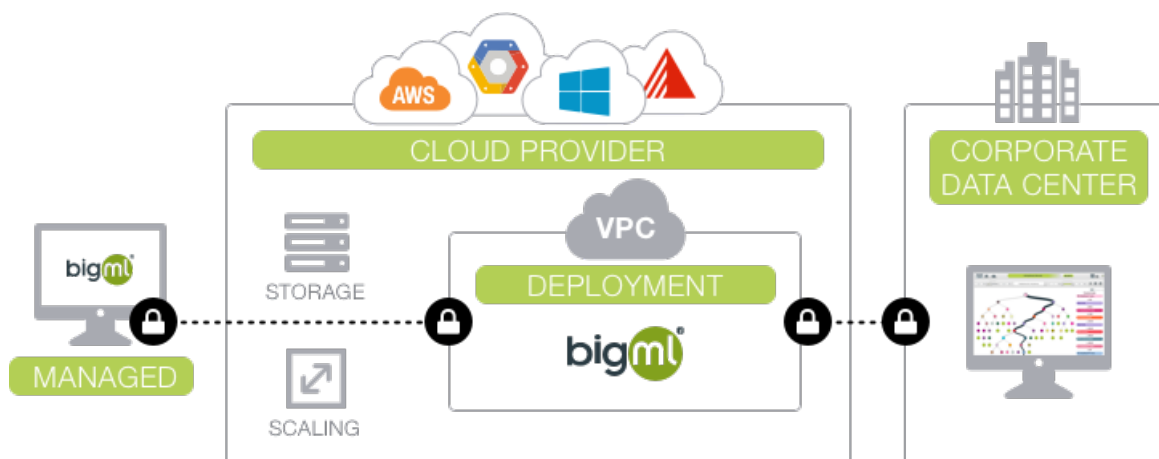 AWS
CLOUD PROVIDER
CORPORATE
DATA CENTER
VPC
bigml
DEPLOYMENT
STORAGE
bigml
MANAGED
SCALING